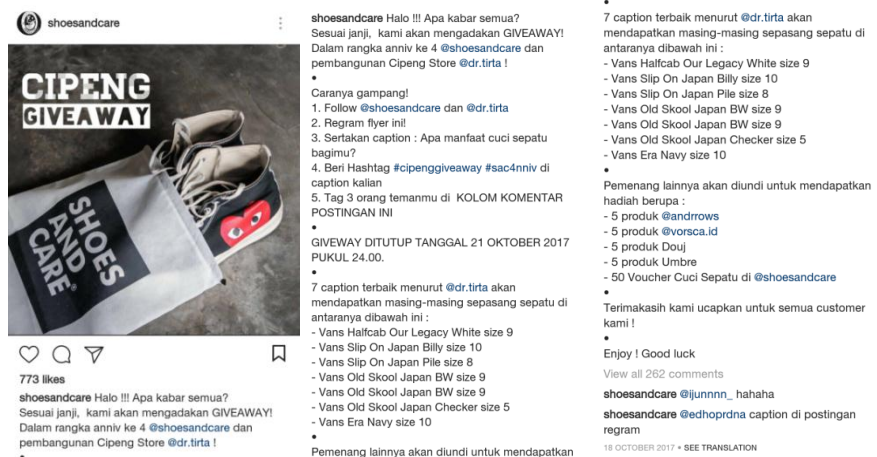 shoesandcare
CIPENG
GIVEAWAY
SHOES
AND
CARE
773 likes
shoesandcare Halo !!! Apa kabar semua?
Sesuai janji, kami akan mengadakan GIVEAWAY!
Dalam rangka anniv ke 4 @shoesandcare dan
pembangunan Cipeng Store @dr.tirta !
•
shoesandcare Halo !!! Apa kabar semua?
Sesuai janji, kami akan mengadakan GIVEAWAY!
Dalam rangka anniv ke 4 @shoesandcare dan
pembangunan Cipeng Store @dr.tirta !
•
Caranya gampang!
1. Follow @shoesandcare dan @dr.tirta
2. Regram flyer ini!
3. Sertakan caption : Apa manfaat cuci sepatu
bagimu?
4. Beri Hashtag #cipenggiveaway #sac4nniv di
caption kalian
5. Tag 3 orang temanmu di KOLOM KOMENTAR
POSTINGAN INI
•
GIVEWAY DITUTUP TANGGAL 21 OKTOBER 2017
PUKUL 24.00.
•
7 caption terbaik menurut @dr.tirta akan
mendapatkan masing-masing sepasang sepatu di
antaranya dibawah ini :
- Vans Halfcab Our Legacy White size 9
- Vans Slip On Japan Billy size 10
- Vans Slip On Japan Pile size 8
- Vans Old Skool Japan BW size 9
- Vans Old Skool Japan BW size 9
- Vans Old Skool Japan Checker size 5
- Vans Era Navy size 10
•
Pemenang lainnya akan diundi untuk mendapatkan
•
7 caption terbaik menurut @dr.tirta akan
mendapatkan masing-masing sepasang sepatu di
antaranya dibawah ini :
- Vans Halfcab Our Legacy White size 9
- Vans Slip On Japan Billy size 10
- Vans Slip On Japan Pile size 8
- Vans Old Skool Japan BW size 9
- Vans Old Skool Japan BW size 9
- Vans Old Skool Japan Checker size 5
- Vans Era Navy size 10
•
Pemenang lainnya akan diundi untuk mendapatkan
hadiah berupa :
- 5 produk @andrrows
- 5 produk @vorsca.id
- 5 produk Douj
- 5 produk Umbre
- 50 Voucher Cuci Sepatu di @shoesandcare
•
Terimakasih kami ucapkan untuk semua customer
kami !
•
Enjoy ! Good luck
View all 262 comments
shoesandcare @ijunnnn_ hahaha
shoesandcare @edhoprdna caption di postingan
regram
18 OCTOBER 2017 • SEE TRANSLATION